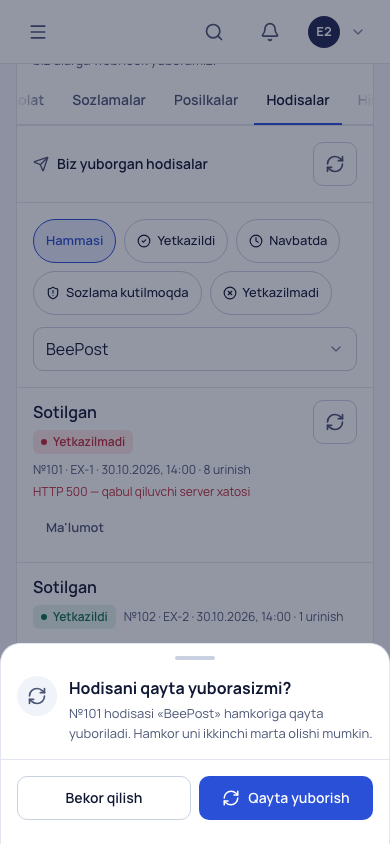 E2
olat Sozlamalar Posilkalar Hodisalar
Biz yuborgan hodisalar
Hammasi Yetkazildi Navbatda
Sozlama kutilmoqda Yetkazilmadi
BeePost
Sotilgan
Yetkazilmadi
№101 · EX-1 · 30.10.2026, 14:00 · 8 urinish
HTTP 500 — qabul qiluvchi server xatosi
Ma'lumot
Sotilgan
Yetkazildi №102 · EX-2 · 30.10.2026, 14:00 · 1 urinish
Hodisani qayta yuborasizmi?
№101 hodisasi «BeePost» hamkoriga qayta
yuboriladi. Hamkor uni ikkinchi marta olishi mumkin.
Bekor qilish Qayta yuborish